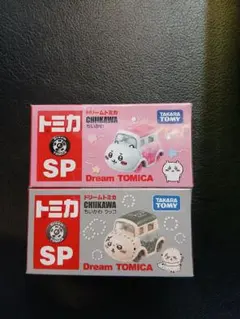 トミカ
SP
ドリームトミカ
CHIIKAWA
ちいかわ
TAKARA TOMY
Dream TOMICA
トミカ
SP
ドリームトミカ
CHIIKAWA
ちいかわ ラッコ
TAKARA TOMY
Dream TOMICA